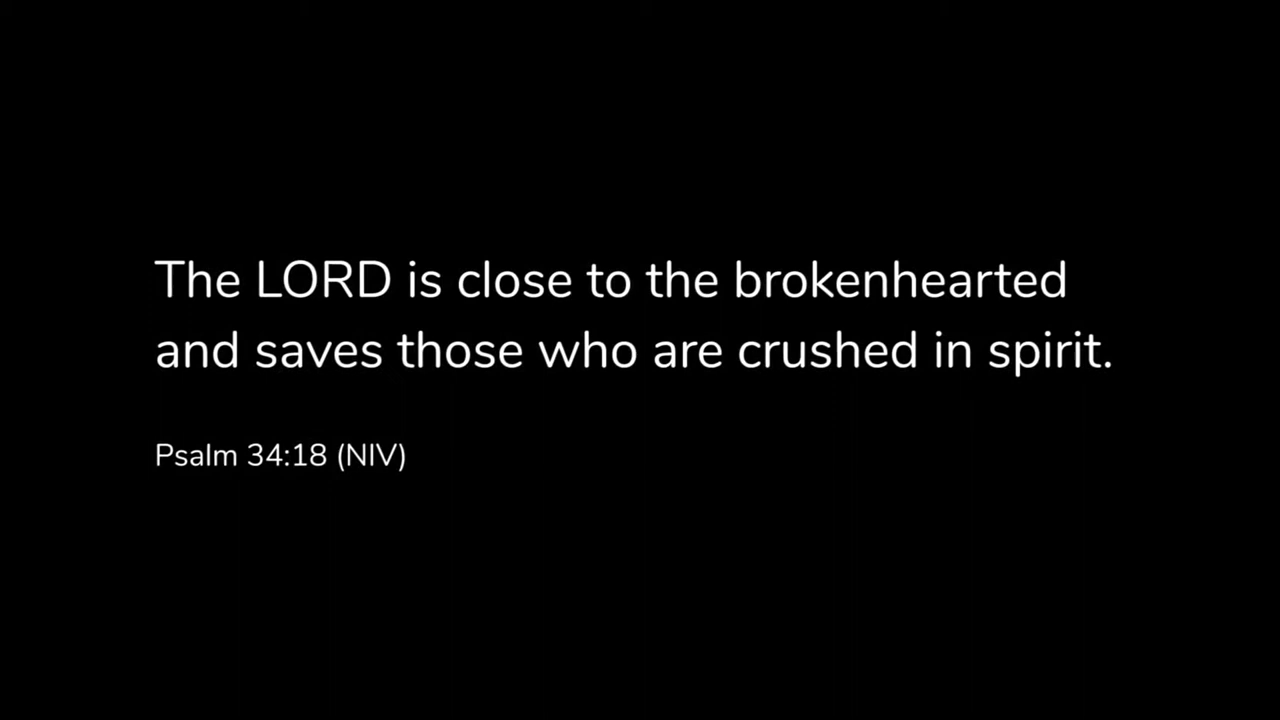 The LORD is close to the brokenhearted
and saves those who are crushed in spirit.
Psalm 34:18 (NIV)